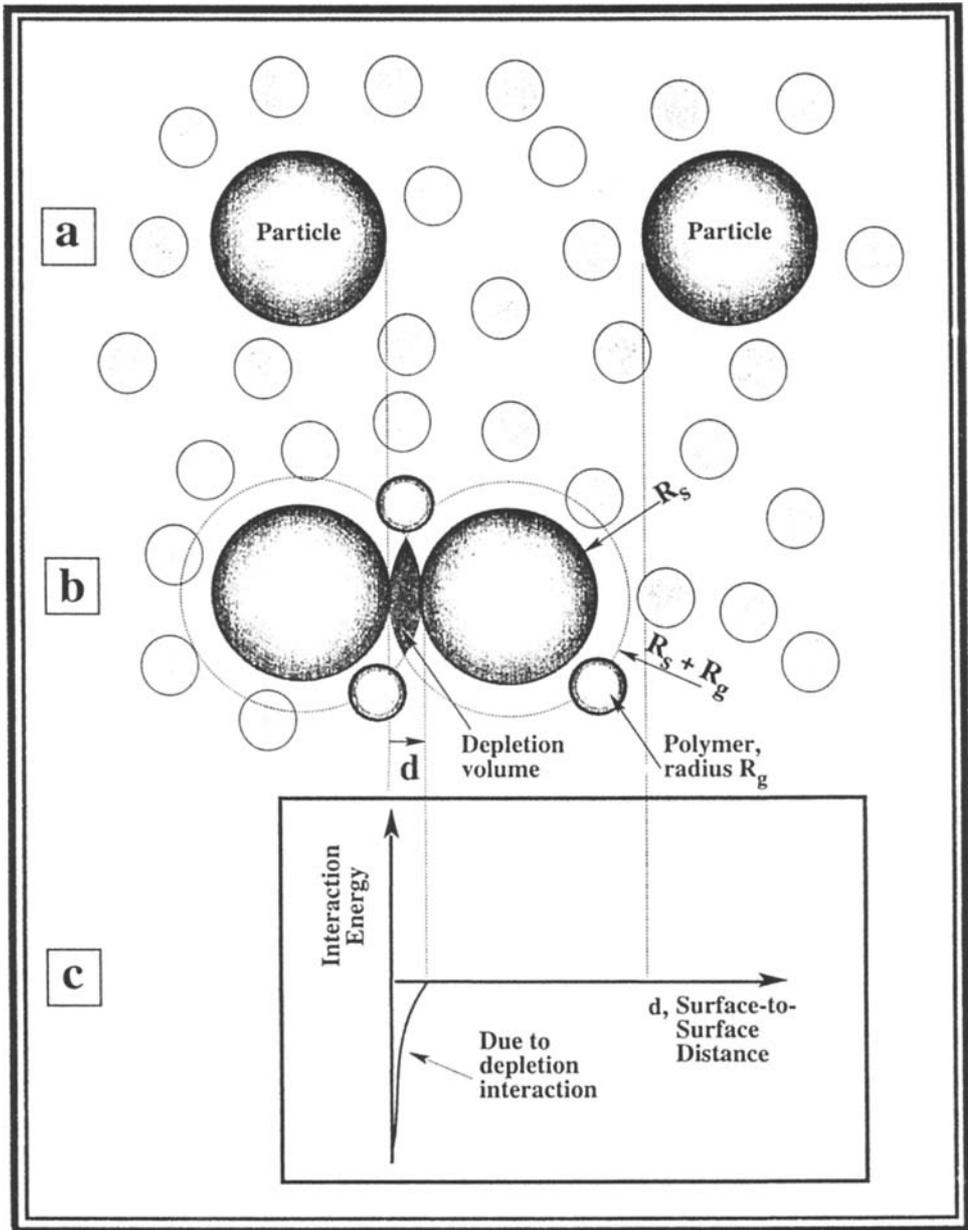 a
Particle
Particle
b
R_s
R_s + R_g
d
Depletion
volume
Polymer,
radius R_g
c
Interaction
Energy
d, Surface-to-
Surface
Distance
Due to
depletion
interaction